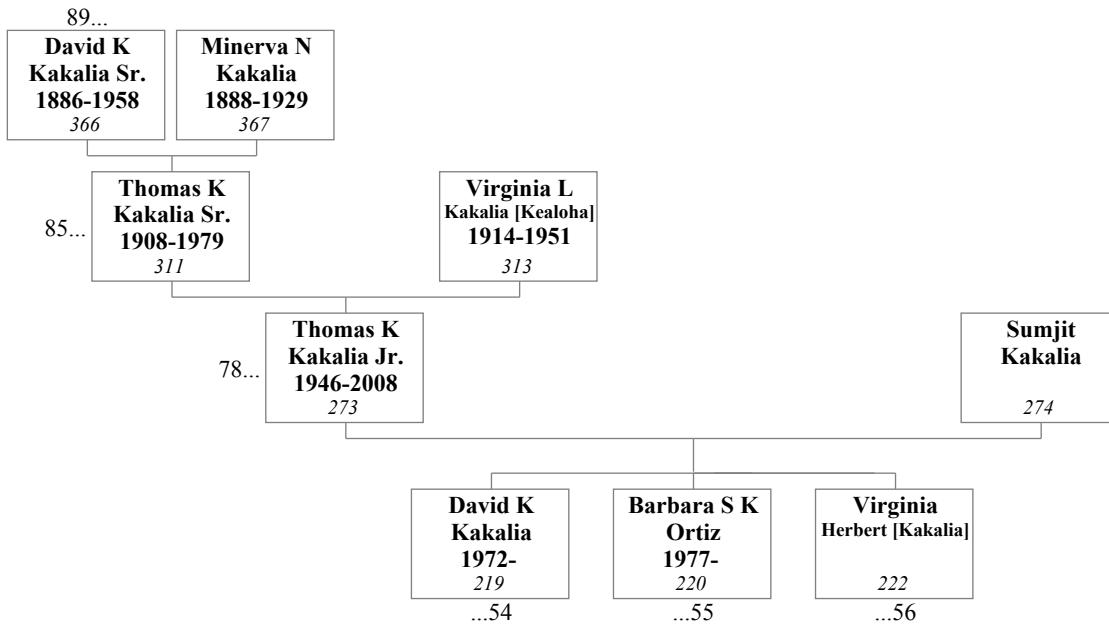 89...
David K
Kakalia Sr.
1886-1958
366
Minerva N
Kakalia
1888-1929
367
85...
Thomas K
Kakalia Sr.
1908-1979
311
Virginia L
Kakalia [Kealoha]
1914-1951
313
78...
Thomas K
Kakalia Jr.
1946-2008
273
Sumjit
Kakalia
274
David K
Kakalia
1972-
219
...54
Barbara S K
Ortiz
1977-
220
...55
Virginia
Herbert [Kakalia]
222
...56